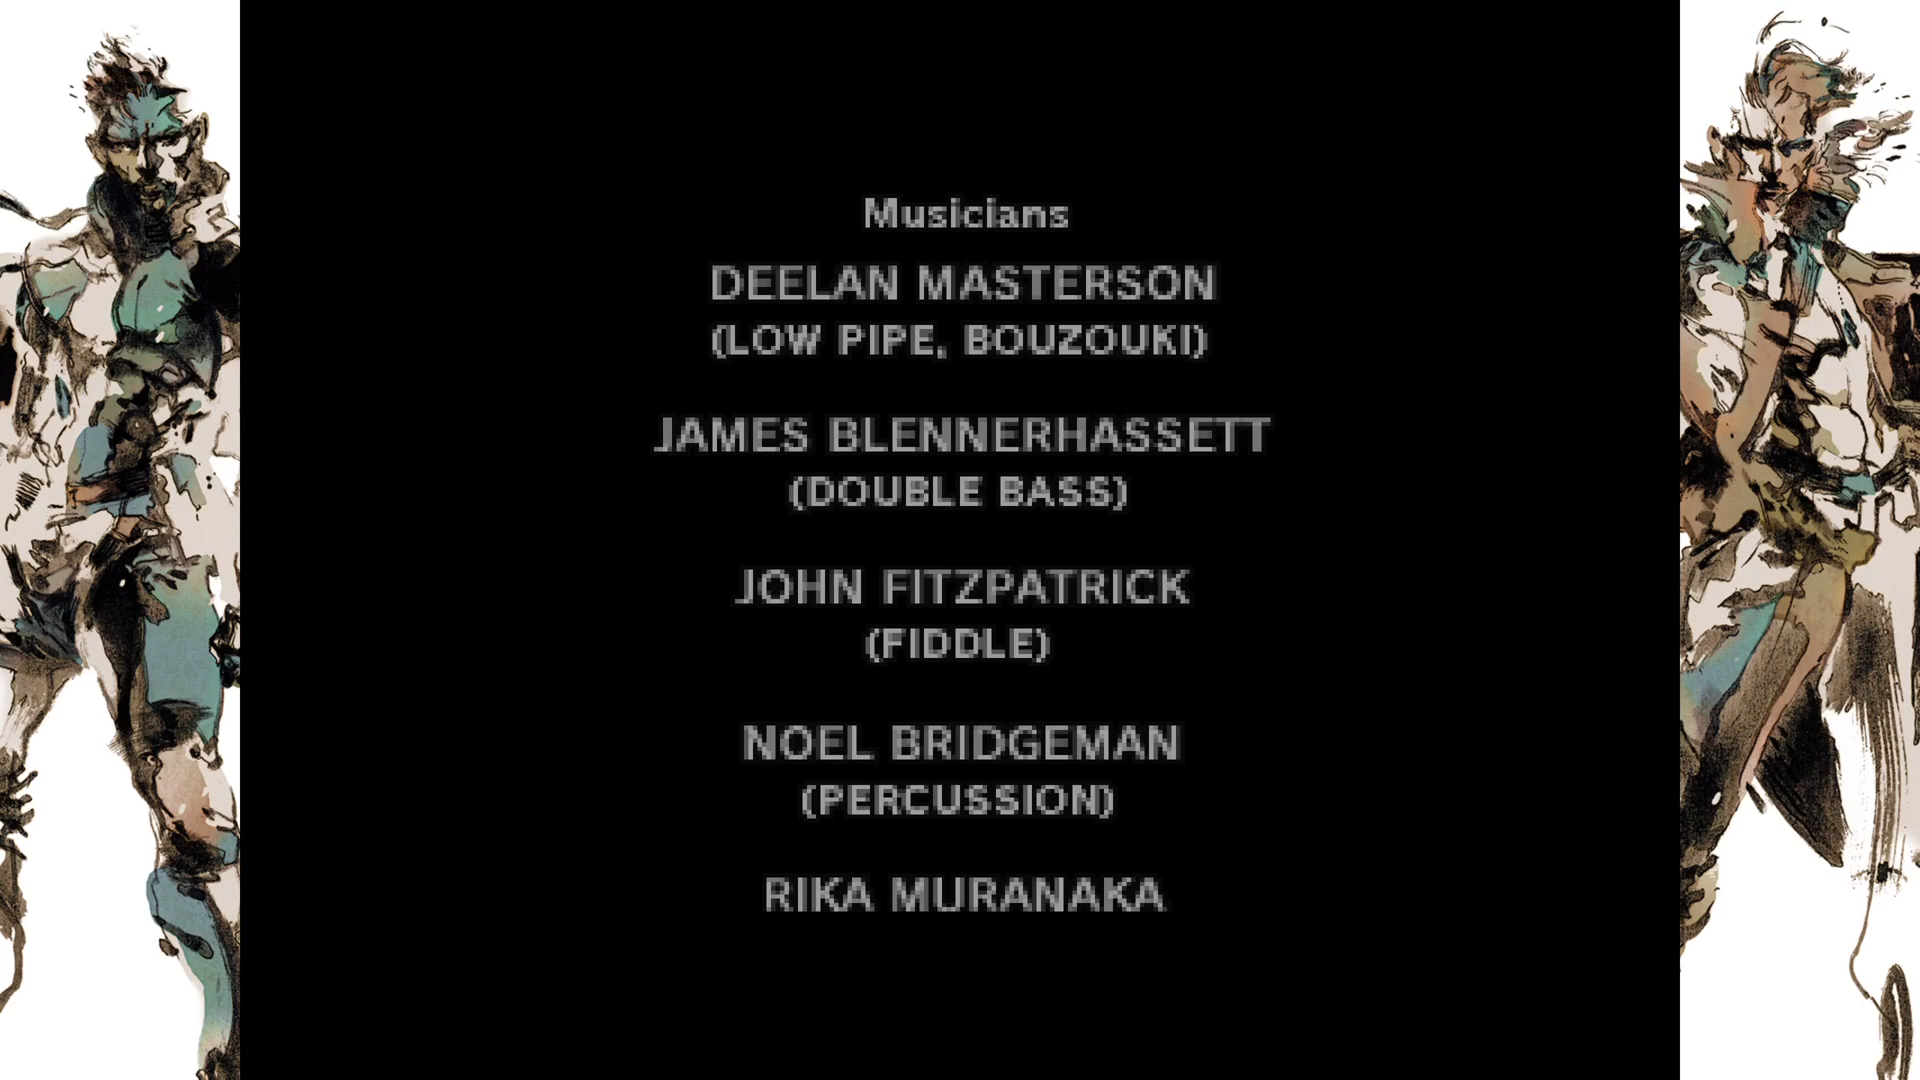 Musicians
DEELAN MASTERSON
(LOW PIPE, BOUZOUKI)
JAMES BLENNERHASSETT
(DOUBLE BASS)
JOHN FITZPATRICK
(FIDDLE)
NOEL BRIDGEMAN
(PERCUSSION)
RIKA MURANAKA